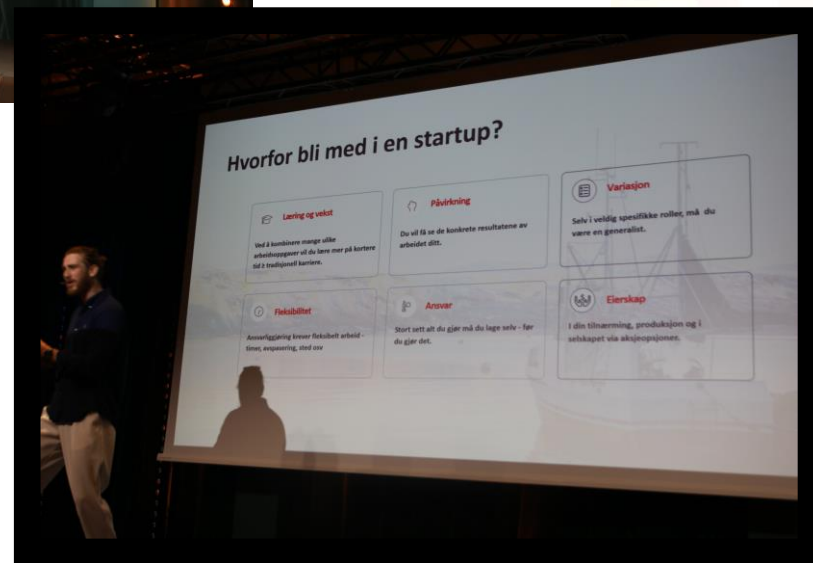 Hvorfor bli med i en startup?
Læring og vekst
Ved å kombinere mange ulike
arbeidsoppgaver vil du lære mer på kortere
tid å tradisjonell karriere.
Påvirkning
Du vil få se de konkrete resultatene av
arbeidet ditt.
Variasjon
Selv i veldig spesifikke roller, må du
være en generalist.
Fleksibilitet
Ansvarliggjøring krever fleksibelt arbeid -
timer, avspasering, sted osv
Ansvar
Stort sett alt du gjør må du lage selv - før
du gjør det.
Eierskap
I din tilnærming, produksjon og i
selskapet via aksjeopsjoner.